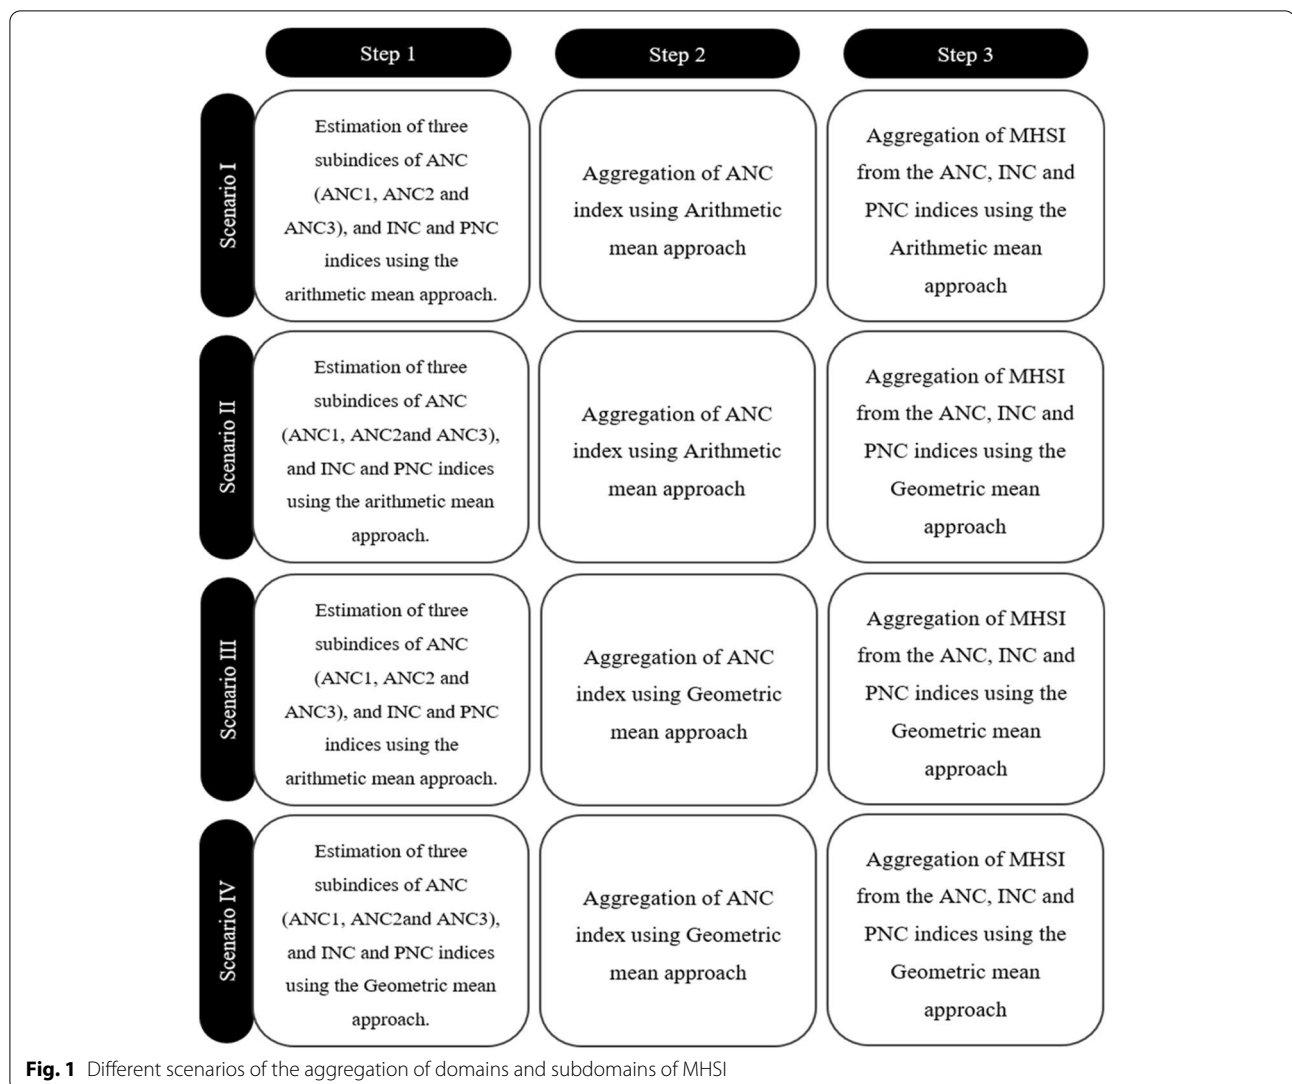 Step 1
Step 2
Step 3
Scenario I
Estimation of three
subindices of ANC
(ANC1, ANC2 and
ANC3), and INC and PNC
indices using the
arithmetic mean approach.
Aggregation of ANC
index using Arithmetic
mean approach
Aggregation of MHSI
from the ANC, INC and
PNC indices using the
Arithmetic mean
approach
Scenario II
Estimation of three
subindices of ANC
(ANC1, ANC2and ANC3),
and INC and PNC indices
using the arithmetic mean
approach.
Aggregation of ANC
index using Arithmetic
mean approach
Aggregation of MHSI
from the ANC, INC and
PNC indices using the
Geometric mean
approach
Scenario III
Estimation of three
subindices of ANC
(ANC1, ANC2 and
ANC3), and INC and PNC
indices using the
arithmetic mean approach.
Aggregation of ANC
index using Geometric
mean approach
Aggregation of MHSI
from the ANC, INC and
PNC indices using the
Geometric mean
approach
Scenario IV
Estimation of three
subindices of ANC
(ANC1, ANC2and ANC3),
and INC and PNC indices
using the Geometric mean
approach.
Aggregation of ANC
index using Geometric
mean approach
Aggregation of MHSI
from the ANC, INC and
PNC indices using the
Geometric mean
approach
Fig. 1 Different scenarios of the aggregation of domains and subdomains of MHSI